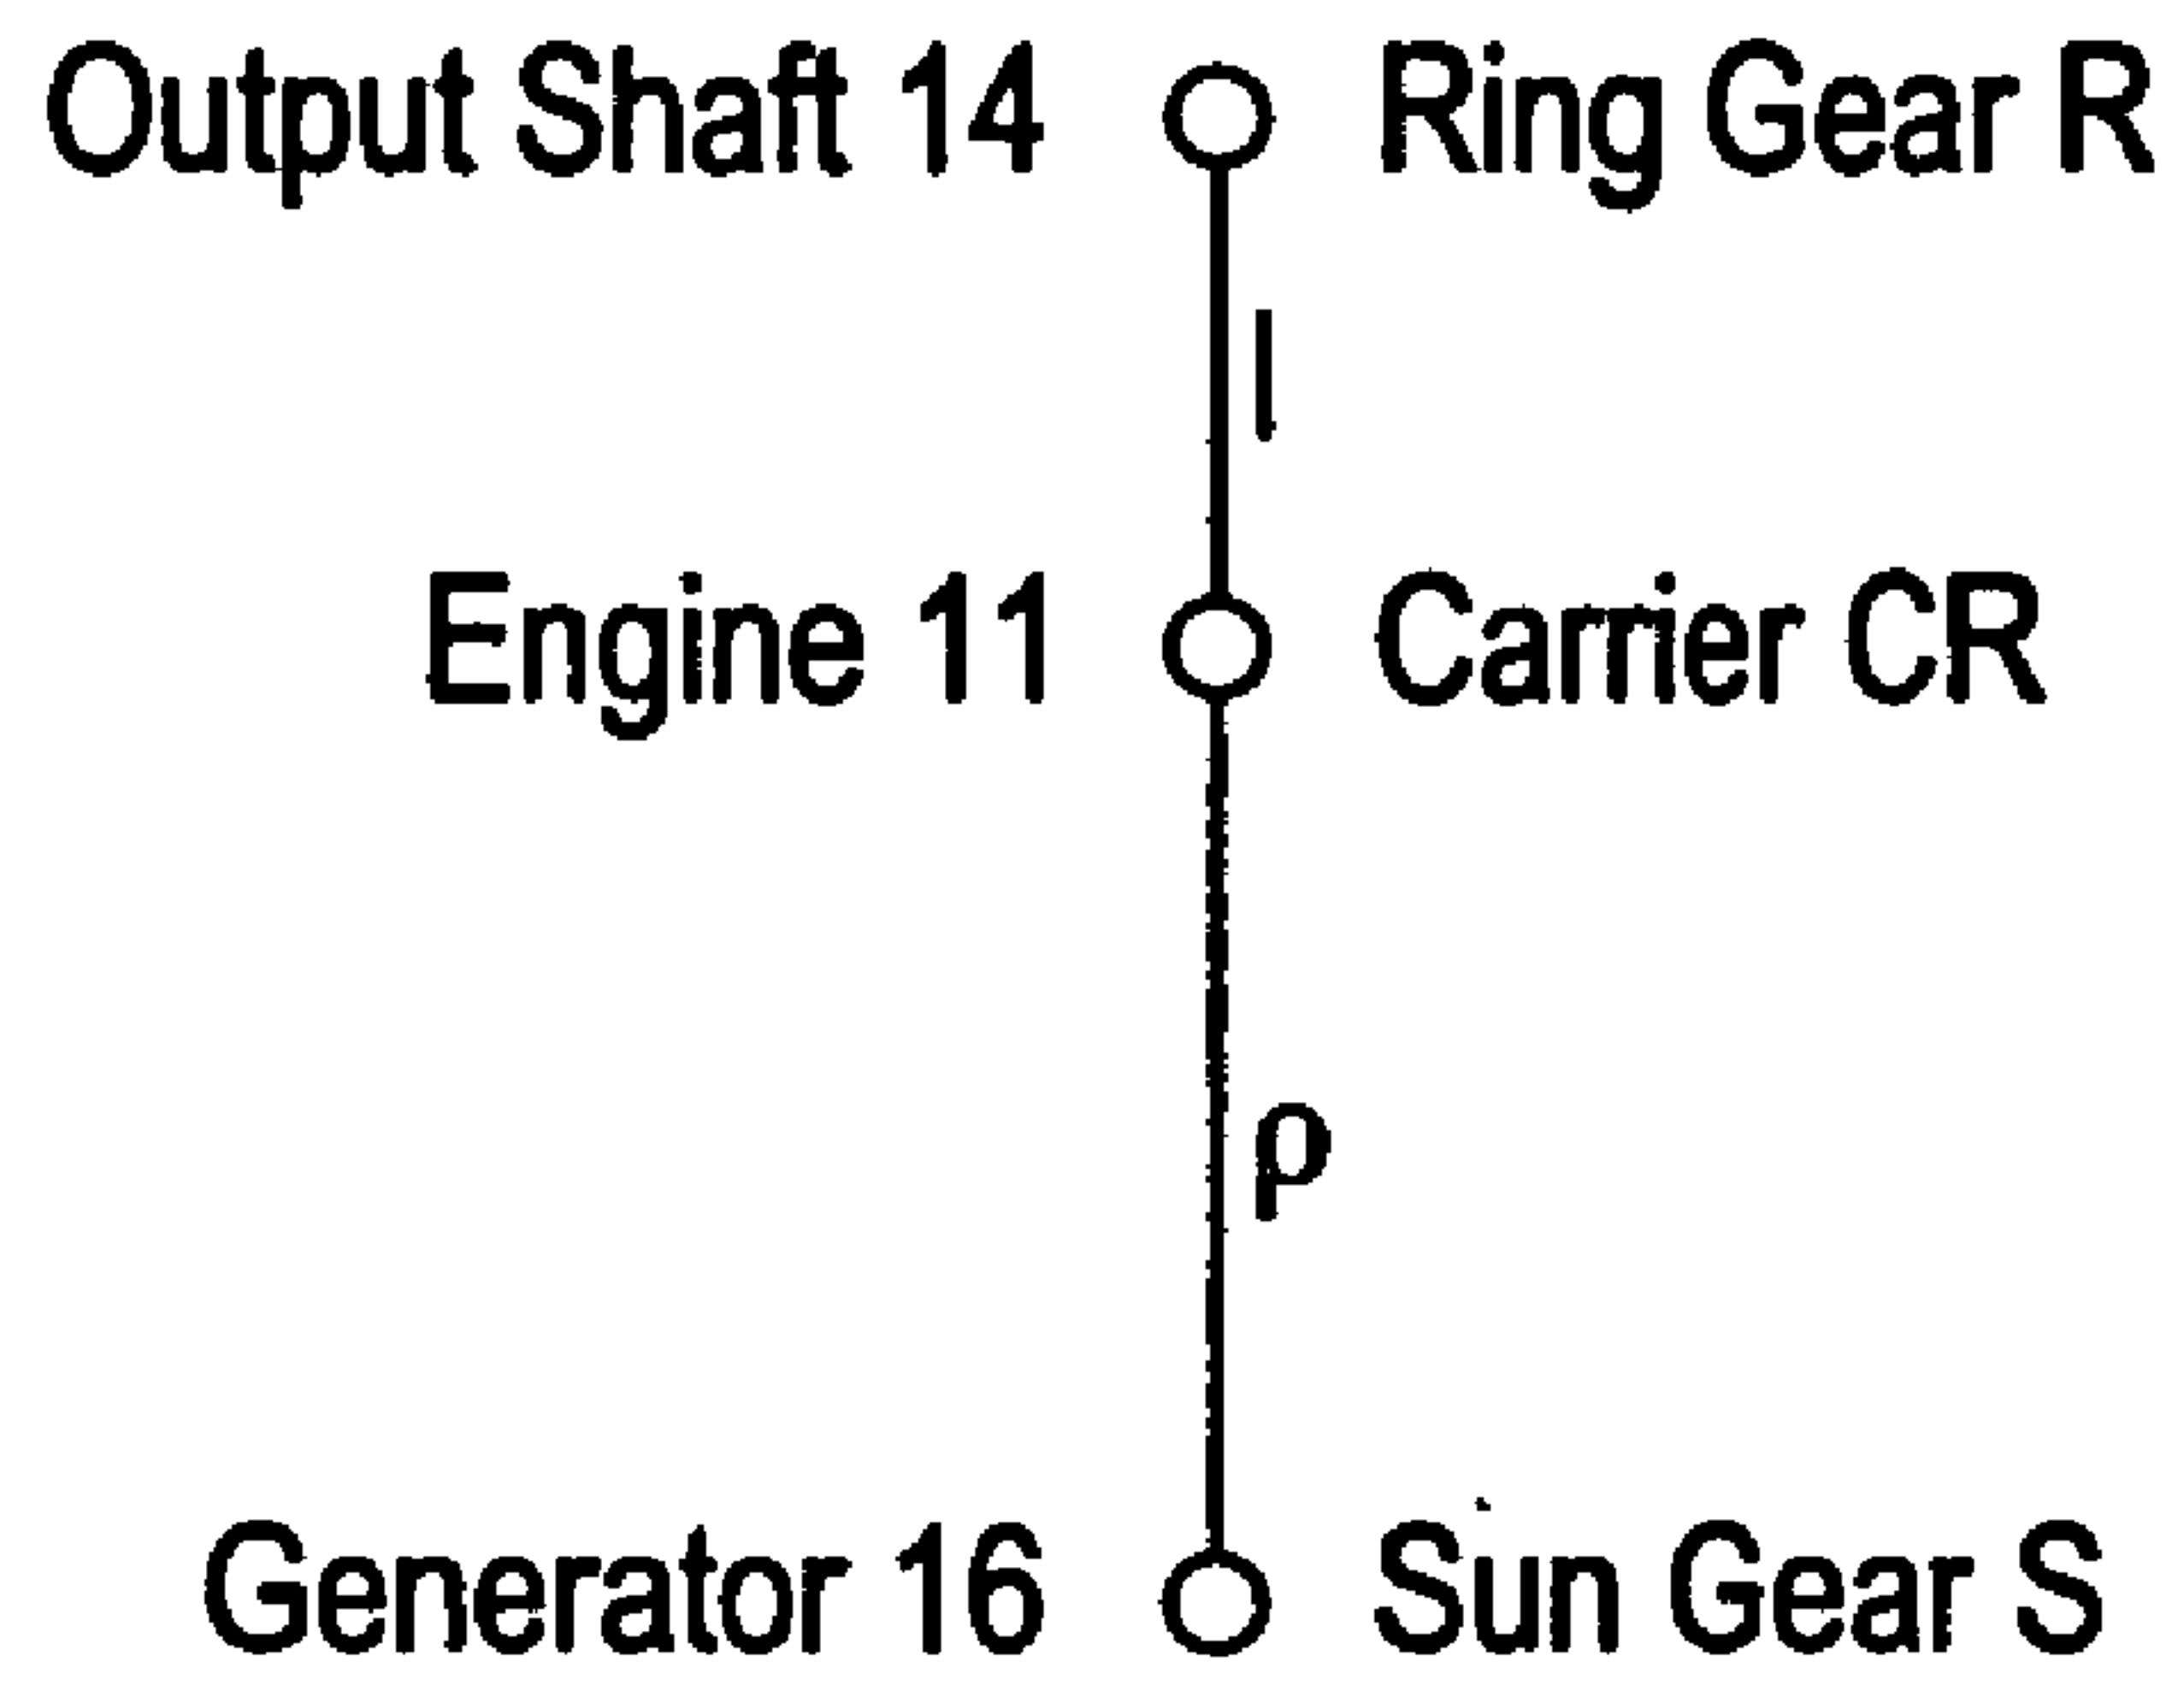 Output Shaft 14 Ring Gear R
l
Engine 11 Carrier CR
ρ
Generator 16 Sun Gear S